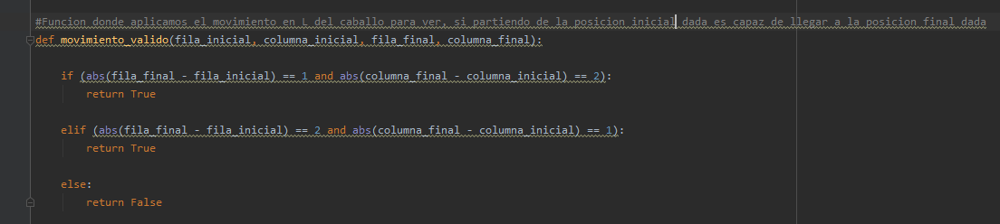 #Funcion donde aplicamos el movimiento en L del caballo para ver, si partiendo de la posicion inicial dada es capaz de llegar a la posicion final dada
def movimiento_valido(fila_inicial, columna_inicial, fila_final, columna_final):
if (abs(fila_final - fila_inicial) == 1 and abs(columna_final - columna_inicial) == 2):
return True
elif (abs(fila_final - fila_inicial) == 2 and abs(columna_final - columna_inicial) == 1):
return True
else:
return False